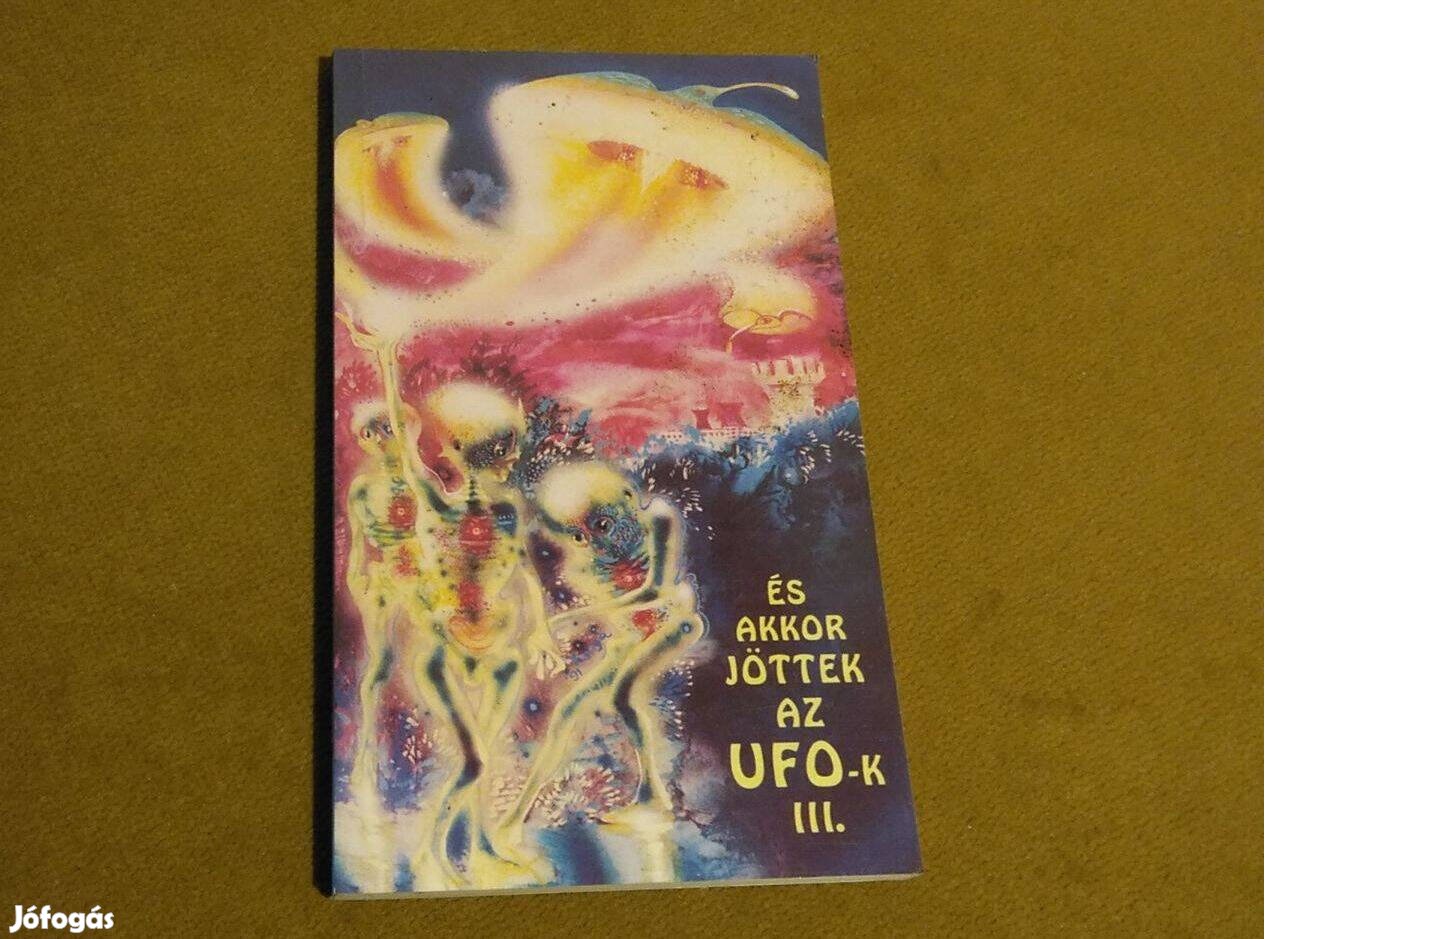 ÉS
AKKOR
JÖTTEK
AZ
UFO-K
III.
Jófogás